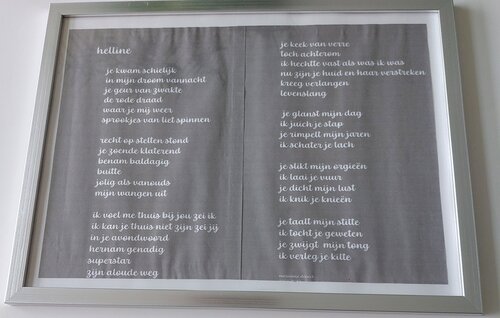 helline
je kwam schielijk
in mijn droom vannacht
je geur van zwakte
de rode draad
waar je mij weer
sprookjes van liet spinnen
recht op stelten stond
je zoende klaterend
benam baldadig
buitte
jolig als vanouds
mijn wangen uit
ik voel me thuis bij jou zei ik
ik kan je thuis niet zijn zei jij
in je avondwoord
hernam genadig
superstar
zijn aloude weg
je keek van verre
toch achterom
ik hechtte vast als was ik was
nu zijn je huid en haar verstreken
kreeg verlangen
levenslang
je glanst mijn dag
ik juich je slap
je rimpelt mijn jaren
ik schater je lach
je slikt mijn orgieën
ik laai je vuur
je dicht mijn lust
ik knik je knieën
je taalt mijn stilte
ik tocht je geweten
je zwijgt mijn tong
ik verleg je kilte